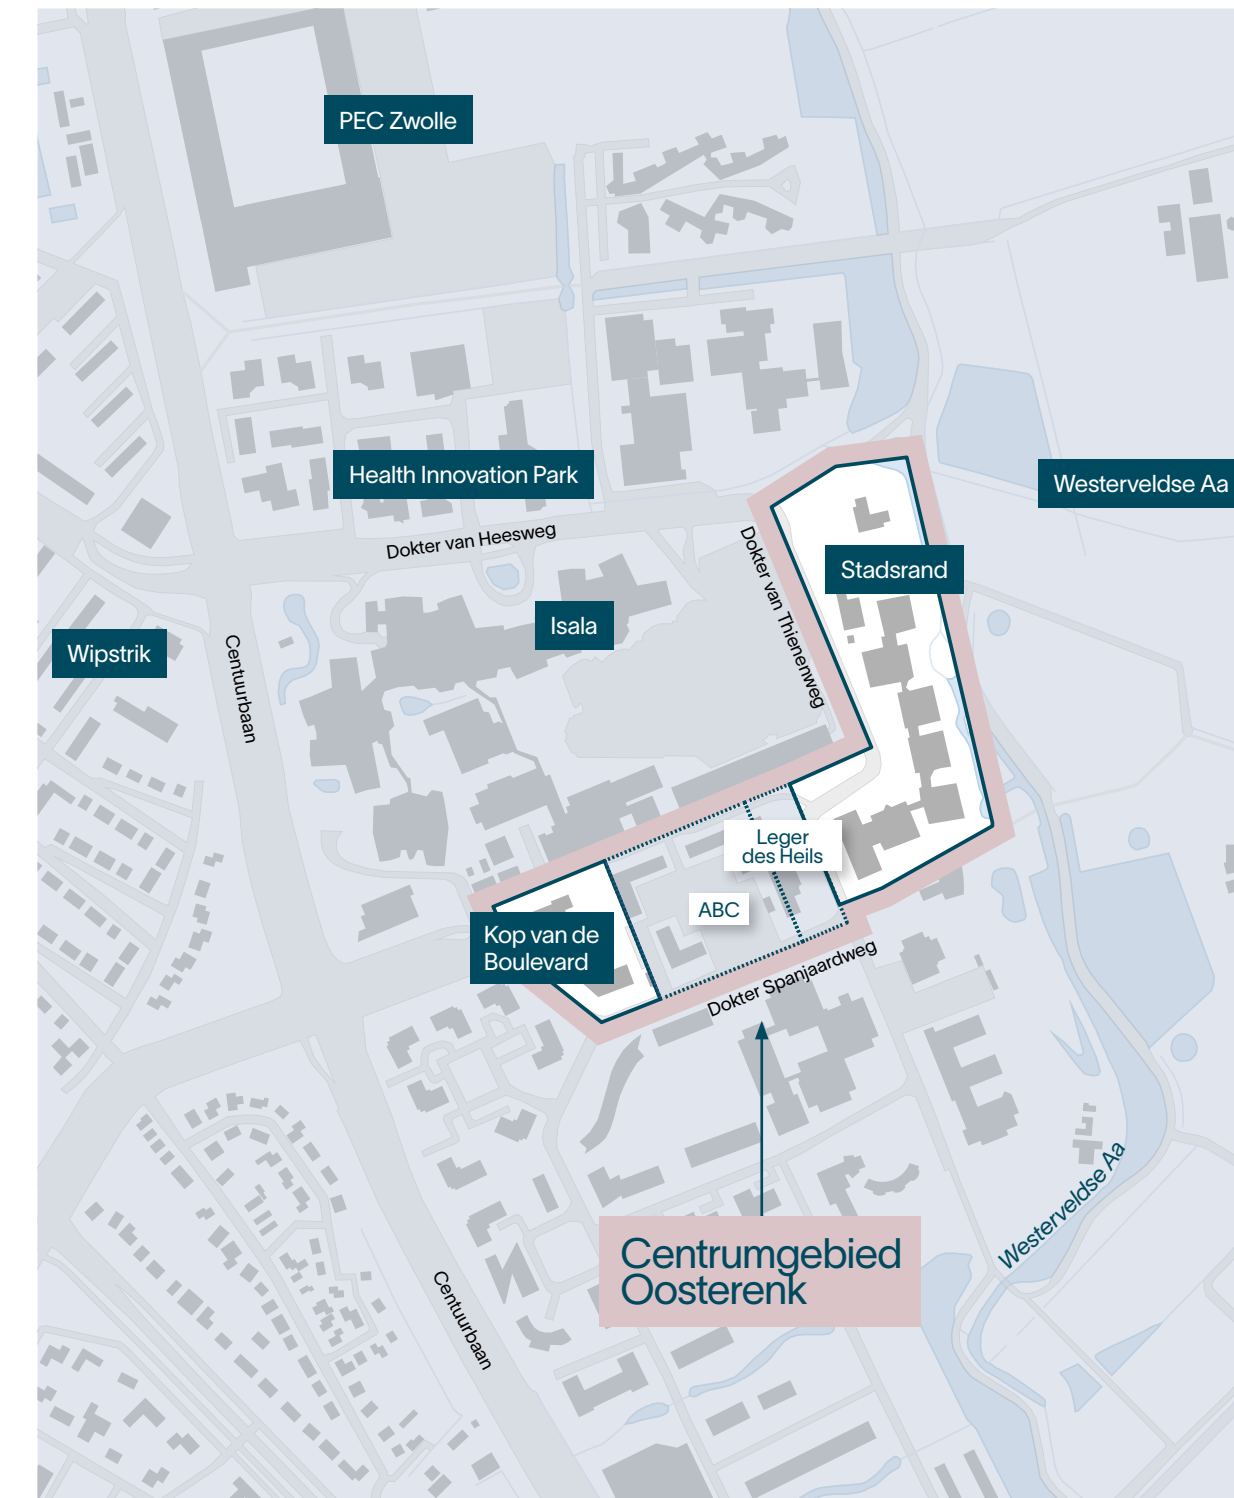 PEC Zwolle
Health Innovation Park
Westerveldse Aa
Dokter van Heesweg
Dokter van Thienenweg
Stadsrand
Isala
Wipstrik
Centuurbaan
Leger
des Heils
ABC
Kop van de
Boulevard
Dokter Spanjaardweg
Westerveldse Aa
Centrumgebied
Oosterenk
Centuurbaan